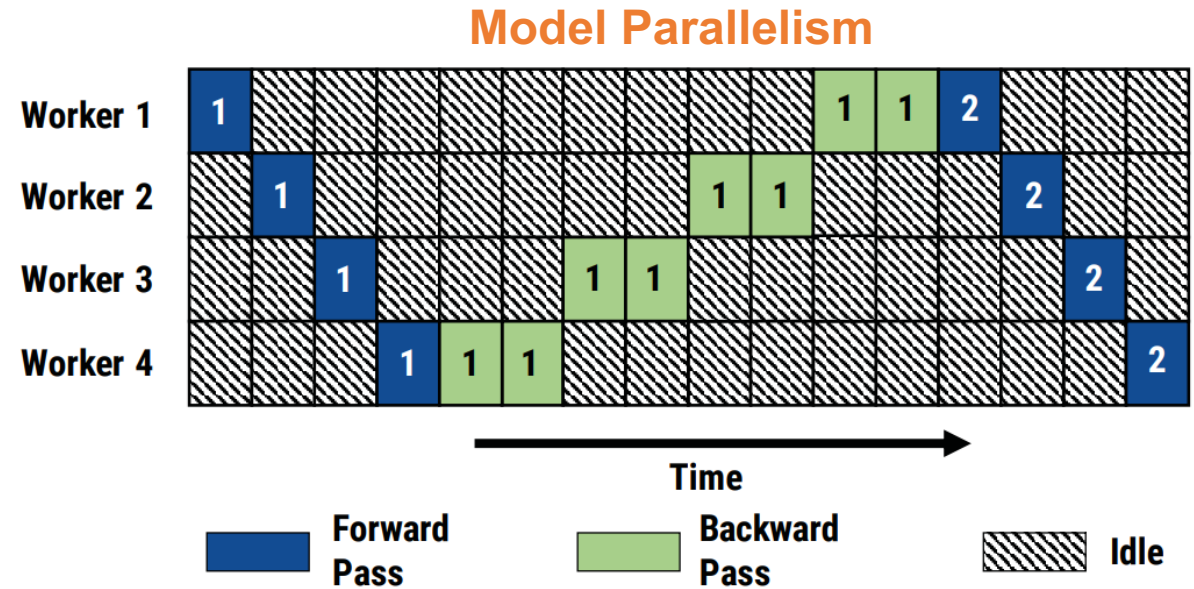 Model Parallelism
Worker 1 1 1 1 2
Worker 2 1 1 1 2
Worker 3 1 1 1 2
Worker 4 1 1 1 2
Time
Forward
Pass
Backward
Pass
Idle